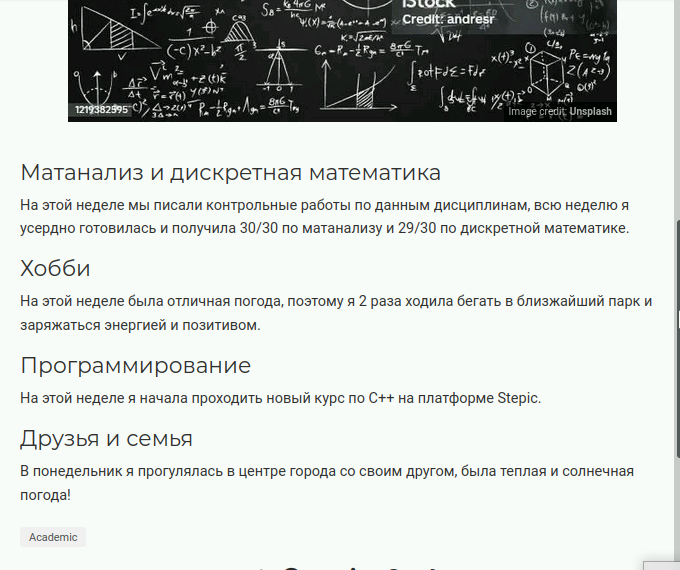 iStock
Credit: andresr
1219382595
Image credit: Unsplash
Матанализ и дискретная математика
На этой неделе мы писали контрольные работы по данным дисциплинам, всю неделю я
усердно готовилась и получила 30/30 по матанализу и 29/30 по дискретной математике.
Хобби
На этой неделе была отличная погода, поэтому я 2 раза ходила бегать в близжайший парк и
заряжаться энергией и позитивом.
Программирование
На этой неделе я начала проходить новый курс по C++ на платформе Stepic.
Друзья и семья
В понедельник я прогулялась в центре города со своим другом, была теплая и солнечная
погода!
Academic